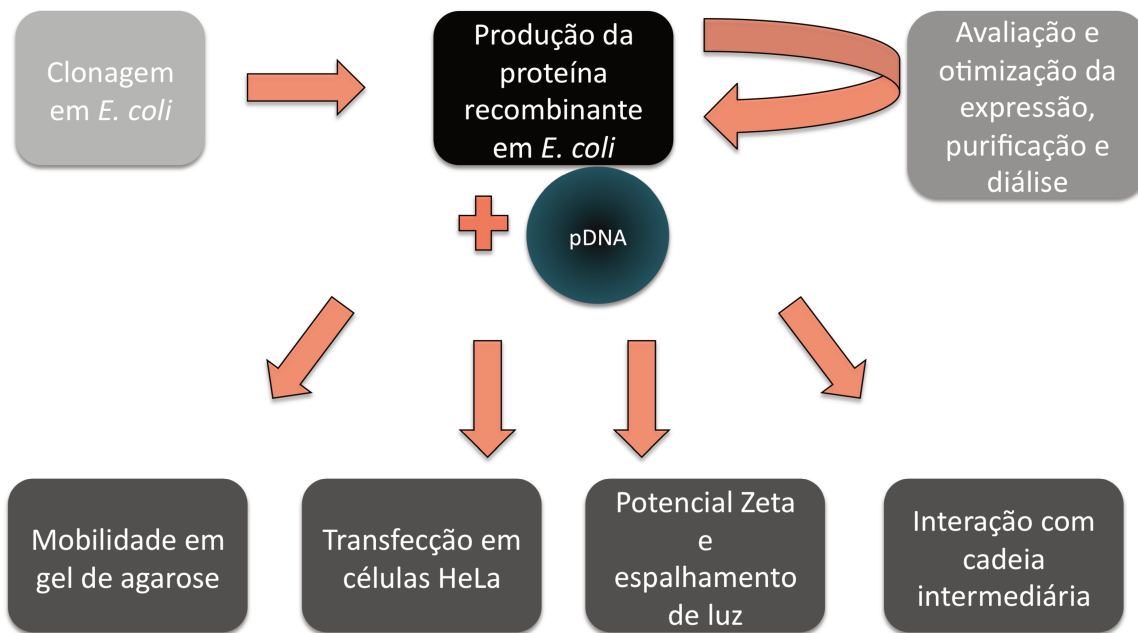 Clonagem
em E. coli
Produção da
proteína
recombinante
em E. coli
Avaliação e
otimização da
expressão,
purificação e
diálise
pDNA
Mobilidade em
gel de agarose
Transfecção em
células HeLa
Potencial Zeta
e
espalhamento
de luz
Interação com
cadeia
intermediária